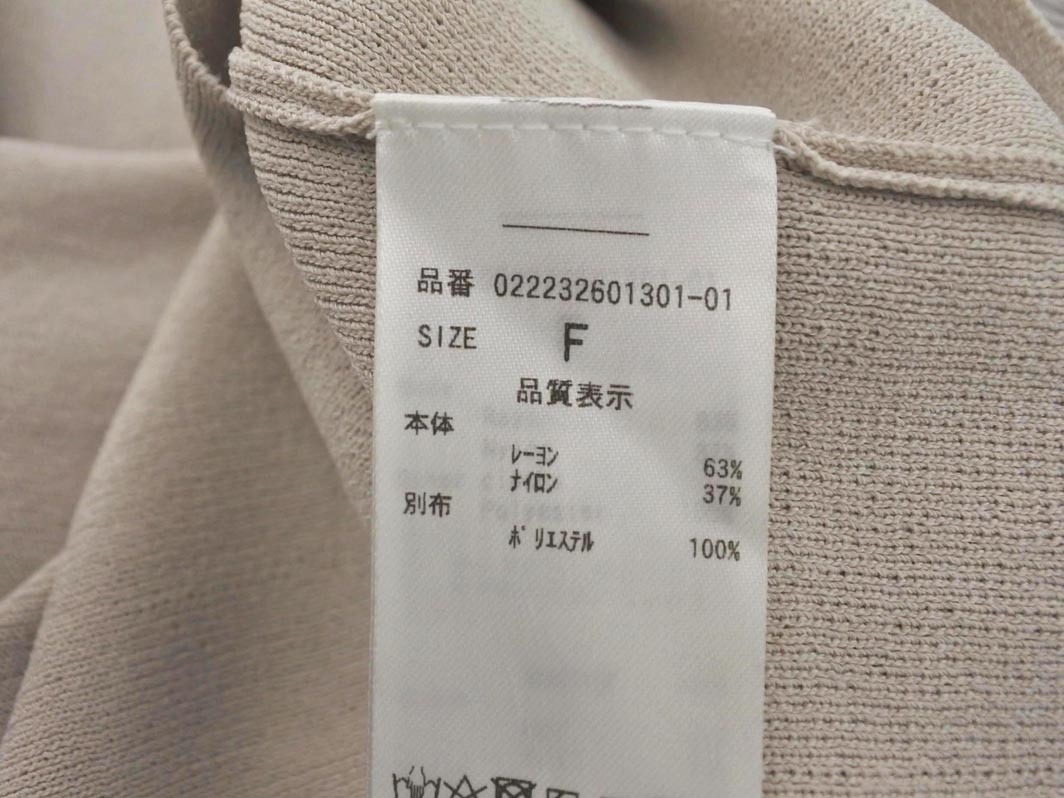 品番 022232601301-01
SIZE F
品質表示
本体
レーヨン 63%
ナイロン 37%
別布
ポリエステル 100%